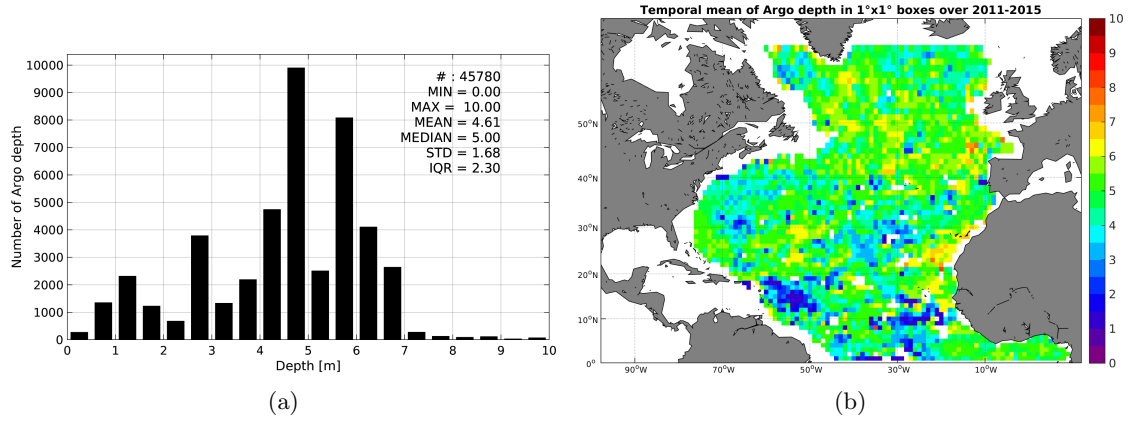 10000
9000
8000
7000
6000
5000
4000
3000
2000
1000
0
Number of Argo depth
# : 45780
MIN = 0.00
MAX = 10.00
MEAN = 4.61
MEDIAN = 5.00
STD = 1.68
IQR = 2.30
0 1 2 3 4 5 6 7 8 9 10
Depth [m]
(a)
Temporal mean of Argo depth in 1°x1° boxes over 2011-2015
50°N
40°N
30°N
20°N
10°N
0°
90°W 70°W 50°W 30°W 10°W
10
9
8
7
6
5
4
3
2
1
0
(b)